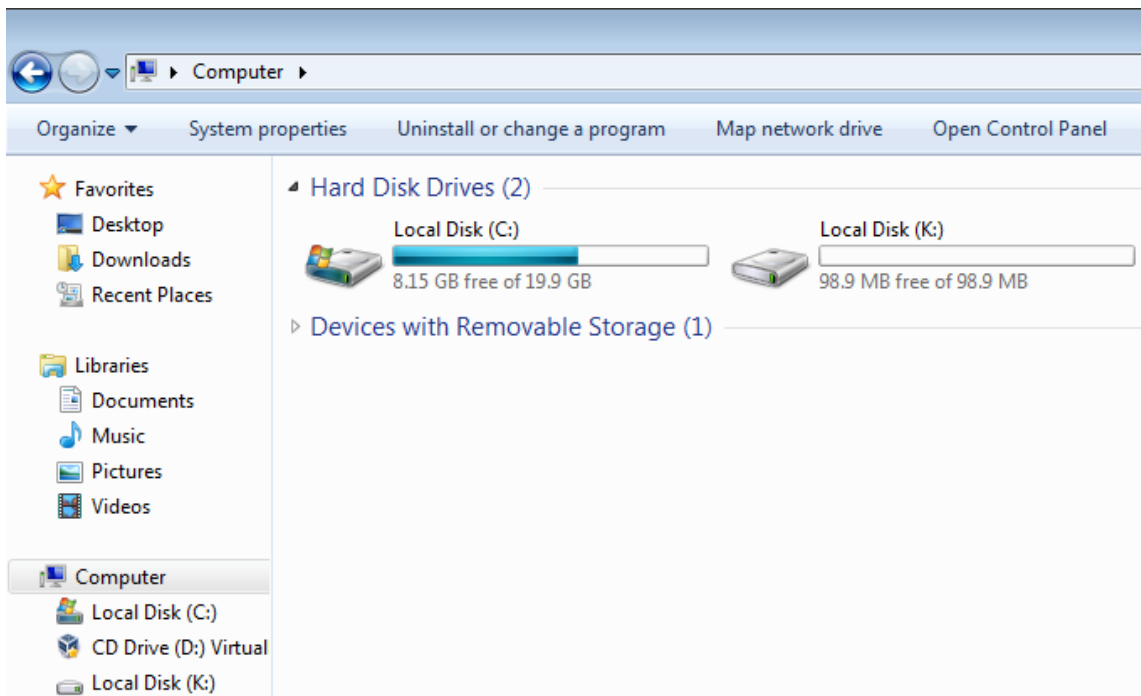 Computer
Organize System properties Uninstall or change a program Map network drive Open Control Panel
Favorites
Desktop
Downloads
Recent Places
Libraries
Documents
Music
Pictures
Videos
Computer
Local Disk (C:)
CD Drive (D:) Virtual
Local Disk (K:)
Hard Disk Drives (2)
Local Disk (C:)
8.15 GB free of 19.9 GB
Local Disk (K:)
98.9 MB free of 98.9 MB
Devices with Removable Storage (1)